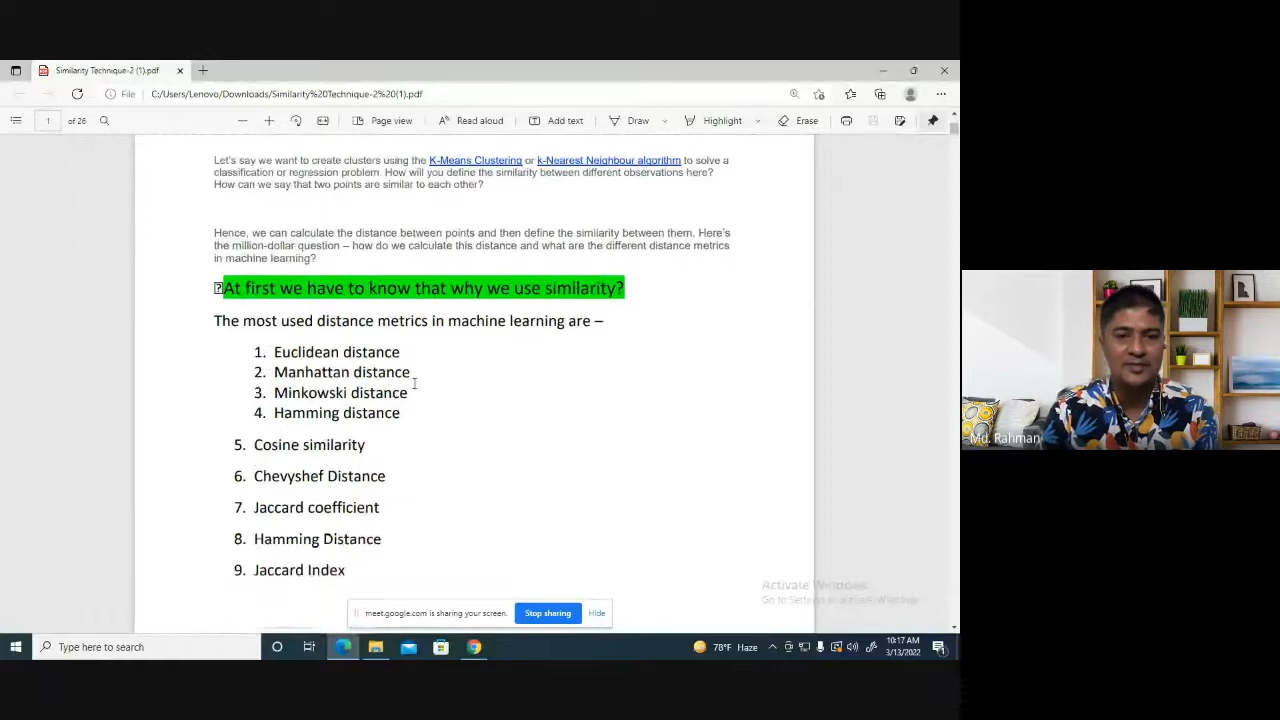 Similarity Technique-2 (1).pdf
File C:/Users/Lenovo/Downloads/Similarity%20Technique-2%20(1).pdf
1 of 26 Page view Read aloud Add text Draw Highlight Erase
Let's say we want to create clusters using the K-Means Clustering or k-Nearest Neighbour algorithm to solve a
classification or regression problem. How will you define the similarity between different observations here?
How can we say that two points are similar to each other?
Hence, we can calculate the distance between points and then define the similarity between them. Here's
the million-dollar question – how do we calculate this distance and what are the different distance metrics
in machine learning?
At first we have to know that why we use similarity?
The most used distance metrics in machine learning are –
1. Euclidean distance
2. Manhattan distance
3. Minkowski distance
4. Hamming distance
5. Cosine similarity
6. Chevyshef Distance
7. Jaccard coefficient
8. Hamming Distance
9. Jaccard Index
Md. Rahman
Activate Windows
Go to Settings to activate Windows.
meet.google.com is sharing your screen. Stop sharing Hide
Type here to search
78°F Haze
10:17 AM
3/13/2022
1